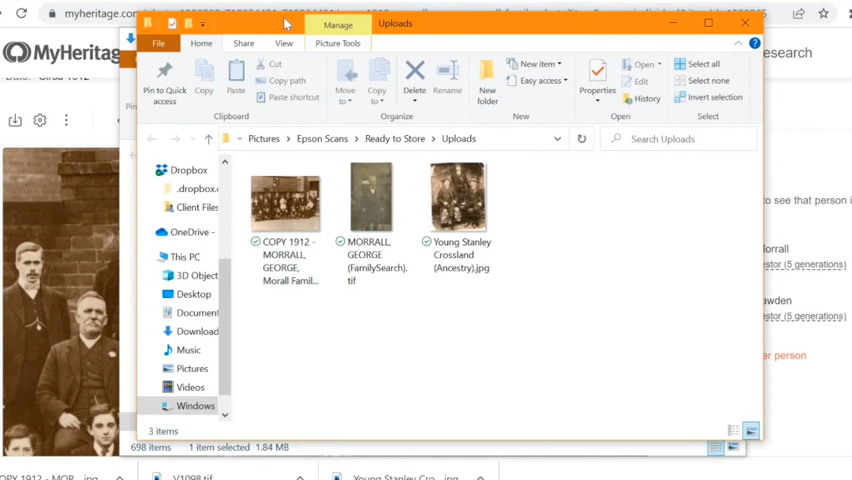 myheritage.com
Manage
Uploads
File
Home
Share
View
Picture Tools
MyHeritage
esearch
Pin to Quick access
Copy
Paste
Cut
Copy path
Paste shortcut
Clipboard
Move to
Copy to
Delete
Rename
Organize
New folder
New item
Easy access
New
Properties
Open
Edit
History
Open
Select all
Select none
Invert selection
Select
Pictures > Epson Scans > Ready to Store > Uploads
Search Uploads
Dropbox
.dropbox.c
Client Files
OneDrive -
This PC
3D Object
Desktop
Document
Download
Music
Pictures
Videos
Windows
COPY 1912 -
MORRALL,
GEORGE,
Morall Famil...
MORRALL,
GEORGE
(FamilySearch).
tif
Young Stanley
Crossland
(Ancestry).jpg
to see that person i
orrall
estor (5 generations)
awden
estor (5 generations)
er person
3 items
698 items
1 item selected 1.84 MB
COPY 1912 - MOR....jpg
V1098.tif
Young Stanley Cro....jpg